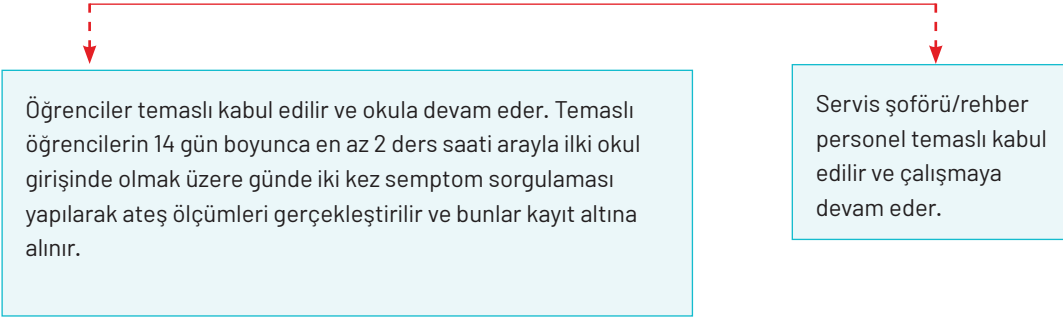 Öğrenciler temaslı kabul edilir ve okula devam eder. Temaslı
öğrencilerin 14 gün boyunca en az 2 ders saati arayla ilki okul
girişinde olmak üzere günde iki kez semptom sorgulaması
yapılarak ateş ölçümleri gerçekleştirilir ve bunlar kayıt altına
alınır.
Servis şoförü/rehber
personel temaslı kabul
edilir ve çalışmaya
devam eder.